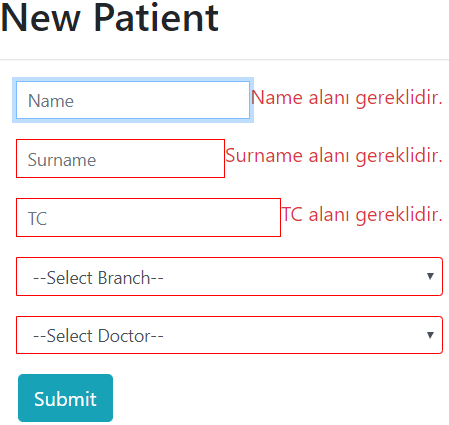 New Patient
Name Name alanı gereklidir.
Surname Surname alanı gereklidir.
TC TC alanı gereklidir.
--Select Branch--
--Select Doctor--
Submit